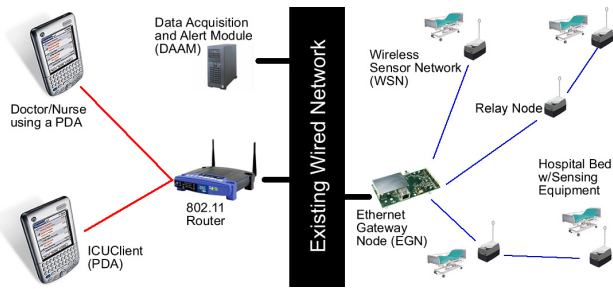 Data Acquisition
and Alert Module
(DAAM)
Doctor/Nurse
using a PDA
802.11
Router
ICUClient
(PDA)
Existing Wired Network
Wireless
Sensor Network
(WSN)
Relay Node
Hospital Bed
w/Sensing
Equipment
Ethernet
Gateway
Node (EGN)